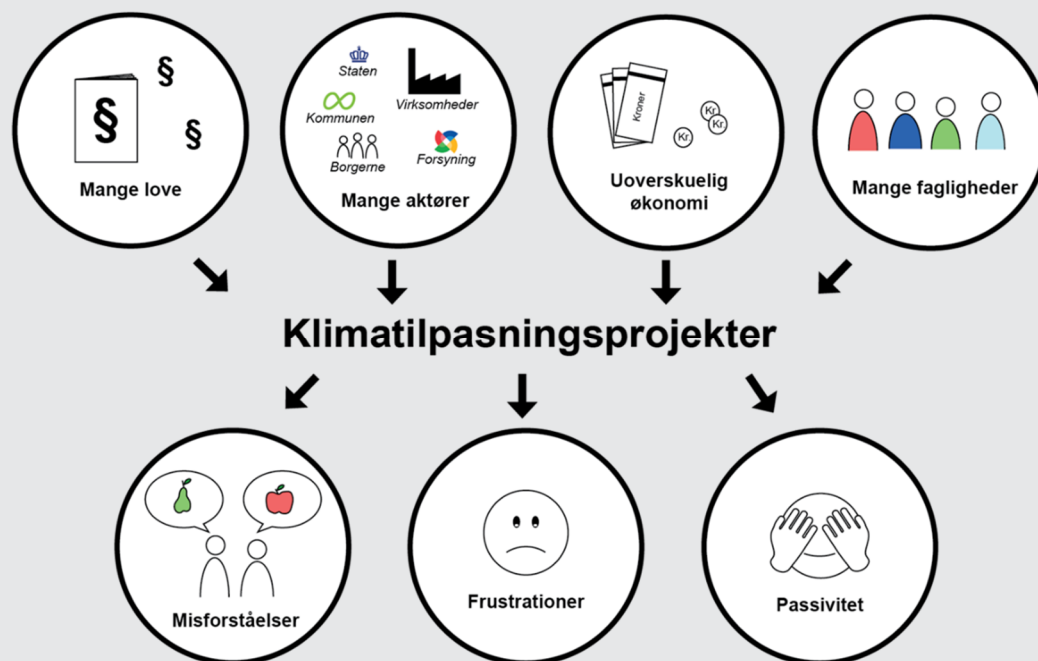 §
§
§
Mange love
Staten
Virksomheder
Kommunen
Borgerne
Forsyning
Mange aktører
Kroner
Kr.
Kr.
Kr.
Uoverskuelig
økonomi
Mange fagligheder
Klimatilpasningsprojekter
Misforståelser
Frustrationer
Passivitet